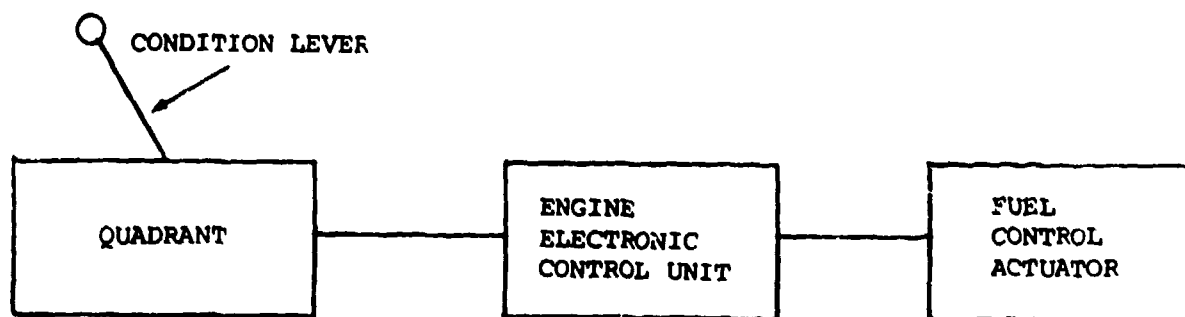 CONDITION LEVER
QUADRANT
ENGINE
ELECTRONIC
CONTROL UNIT
FUEL
CONTROL
ACTUATOR